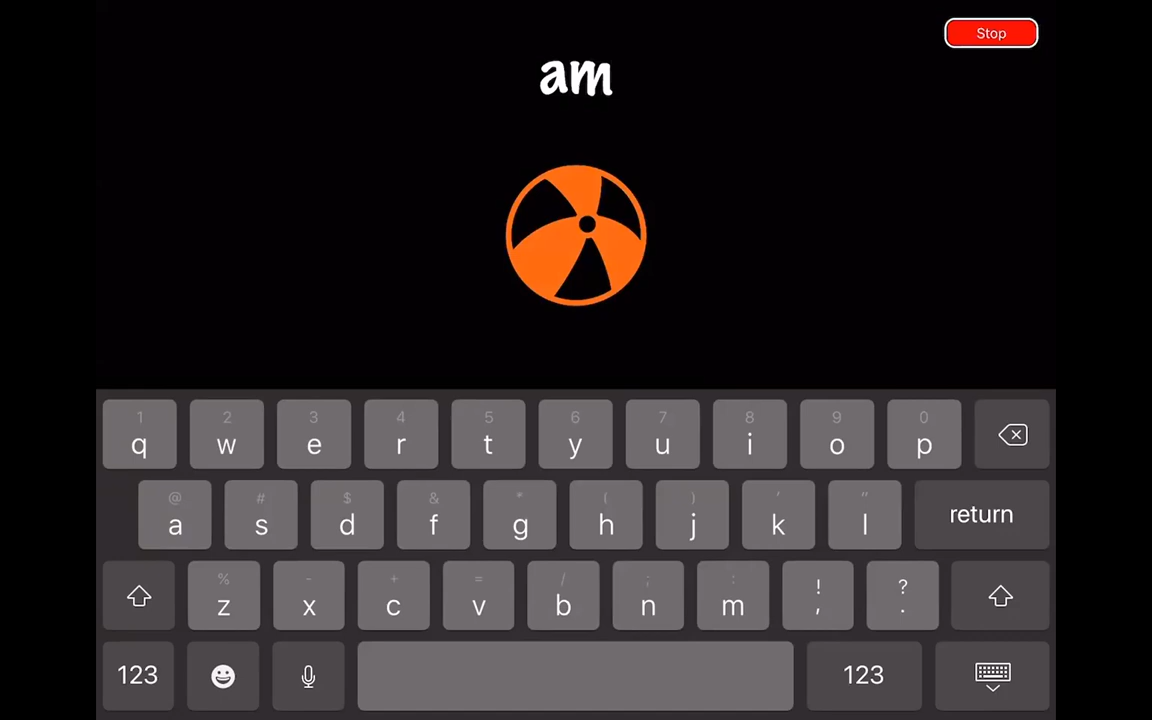 Stop
am
1 2 3 4 5 6 7 8 9 0
q w e r t y u i o p
@ # $ & * ( ) ' "
a s d f g h j k l return
% - + = / ; : ! ?
z x c v b n m , .
123 123